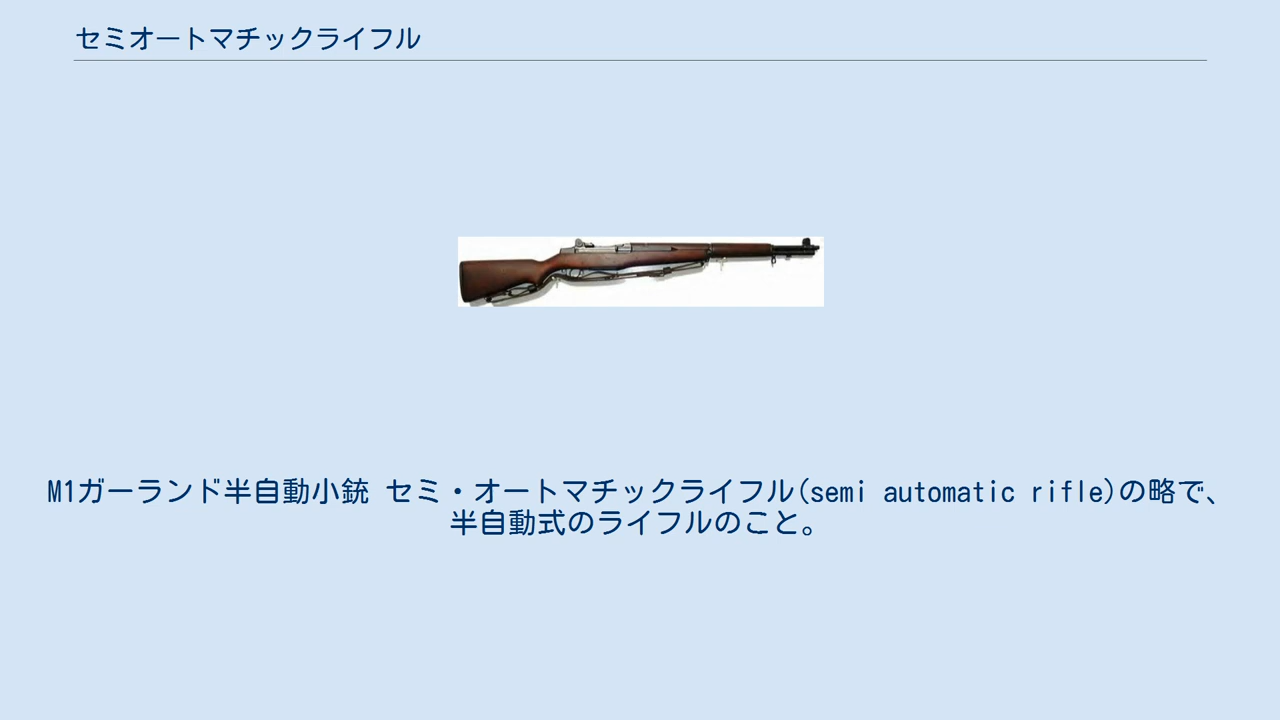 セミオートマチックライフル
M1ガーランド半自動小銃 セミ・オートマチックライフル(semi automatic rifle)の略で、
半自動式のライフルのこと。